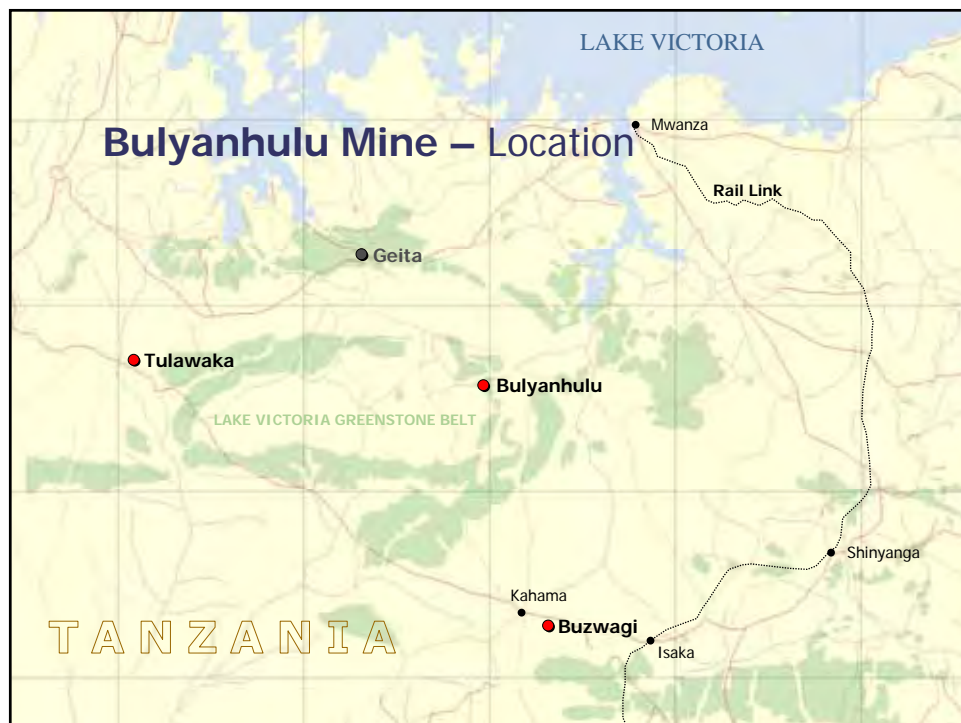 LAKE VICTORIA
Mwanza
Bulyanhulu Mine – Location
Rail Link
Geita
Tulawaka
Bulyanhulu
LAKE VICTORIA GREENSTONE BELT
Shinyanga
Kahama
Buzwagi
TANZANIA
Isaka